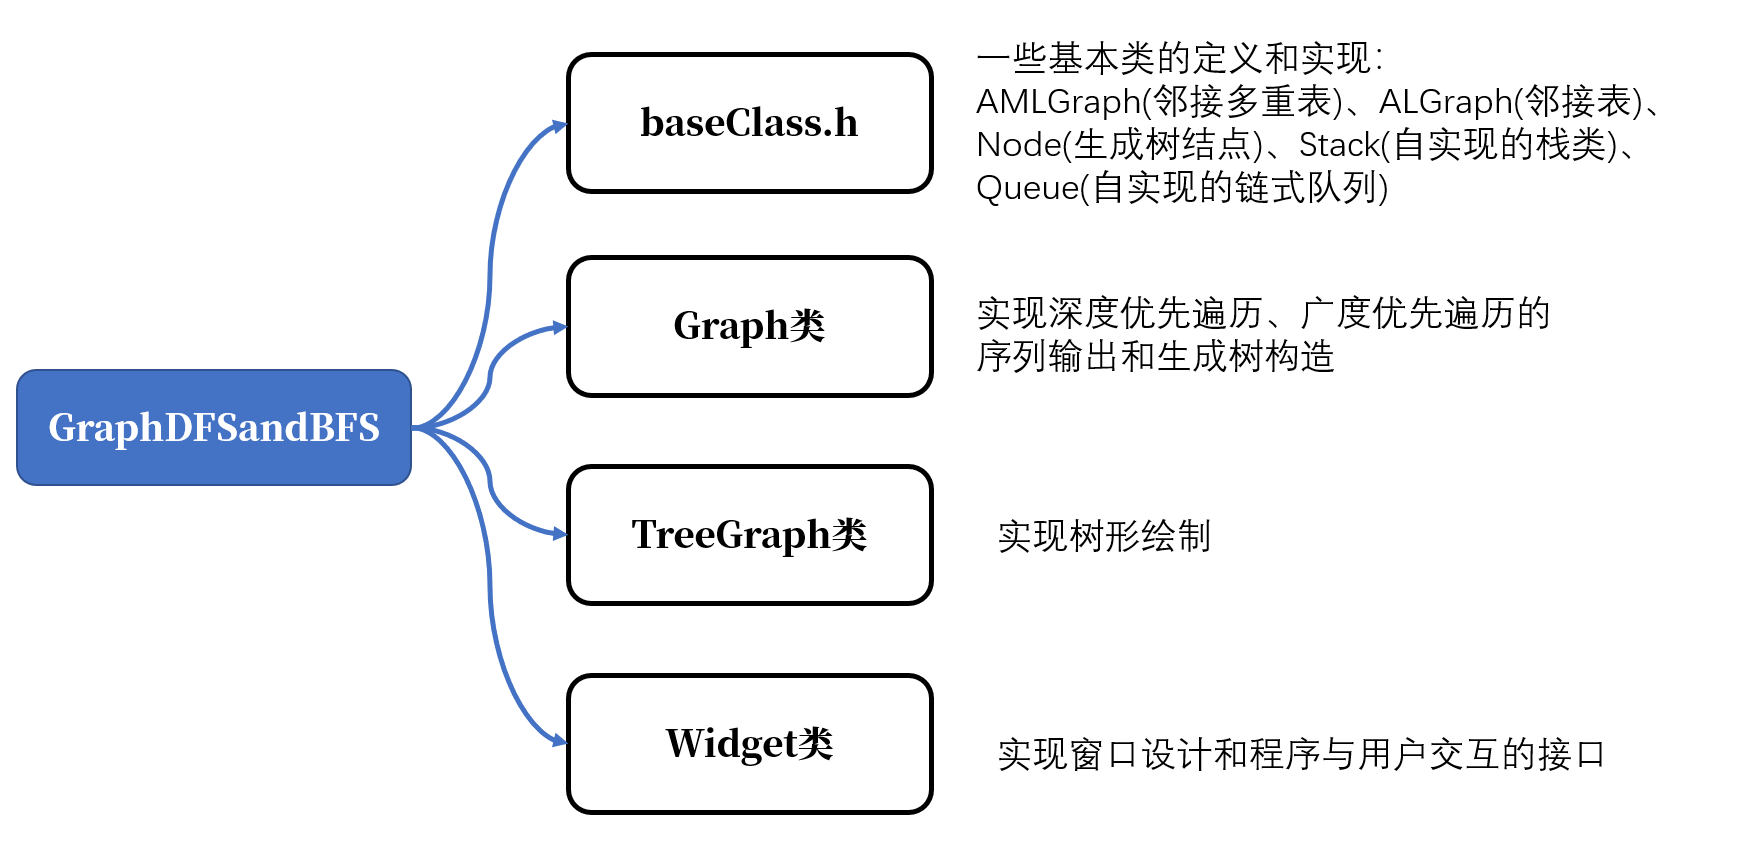 GraphDFSandBFS
baseClass.h
一些基本类的定义和实现：
AMLGraph(邻接多重表)、ALGraph(邻接表)、
Node(生成树结点)、Stack(自实现的栈类)、
Queue(自实现的链式队列)
Graph类
实现深度优先遍历、广度优先遍历的
序列输出和生成树构造
TreeGraph类
实现树形绘制
Widget类
实现窗口设计和程序与用户交互的接口